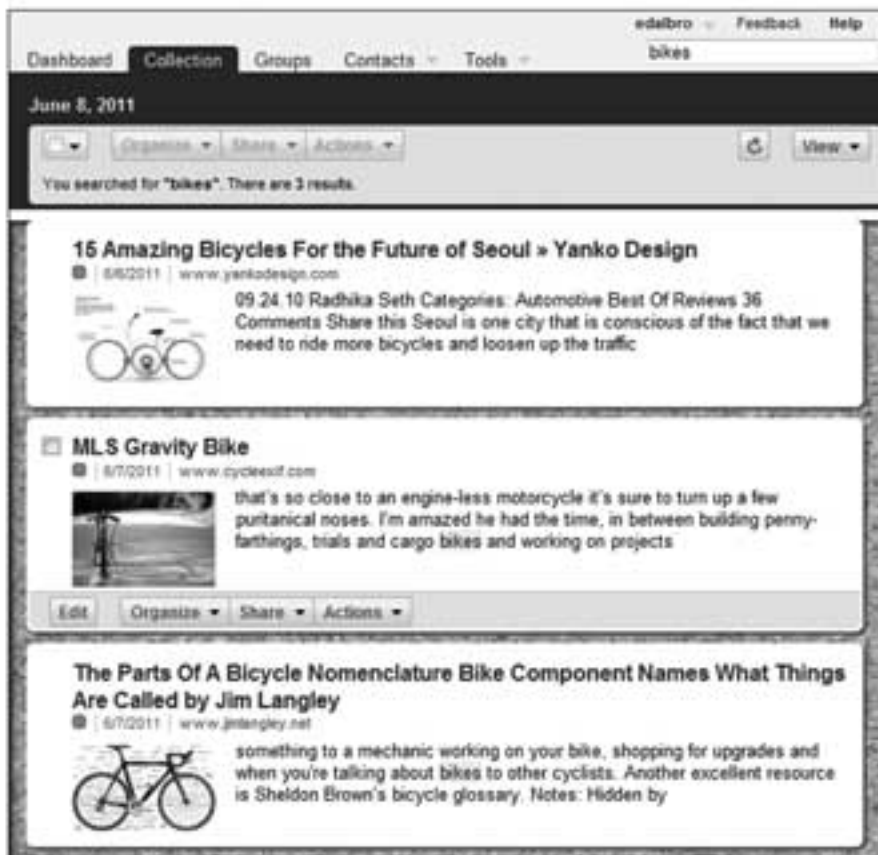 edalbro Feedback Help
Dashboard Collection Groups Contacts Tools bikes
June 8, 2011
Organize Share Actions View
You searched for "bikes". There are 3 results.
15 Amazing Bicycles For the Future of Seoul » Yanko Design
6/6/2011 | www.yankodesign.com
09.24.10 Radhika Seth Categories: Automotive Best Of Reviews 36
Comments Share this Seoul is one city that is conscious of the fact that we
need to ride more bicycles and loosen up the traffic
MLS Gravity Bike
6/7/2011 | www.cycleexif.com
that's so close to an engine-less motorcycle it's sure to turn up a few
puritanical noses. I'm amazed he had the time, in between building penny-
farthings, trials and cargo bikes and working on projects
Edit Organize Share Actions
The Parts Of A Bicycle Nomenclature Bike Component Names What Things
Are Called by Jim Langley
6/7/2011 | www.jimlangley.net
something to a mechanic working on your bike, shopping for upgrades and
when you're talking about bikes to other cyclists. Another excellent resource
is Sheldon Brown's bicycle glossary. Notes: Hidden by